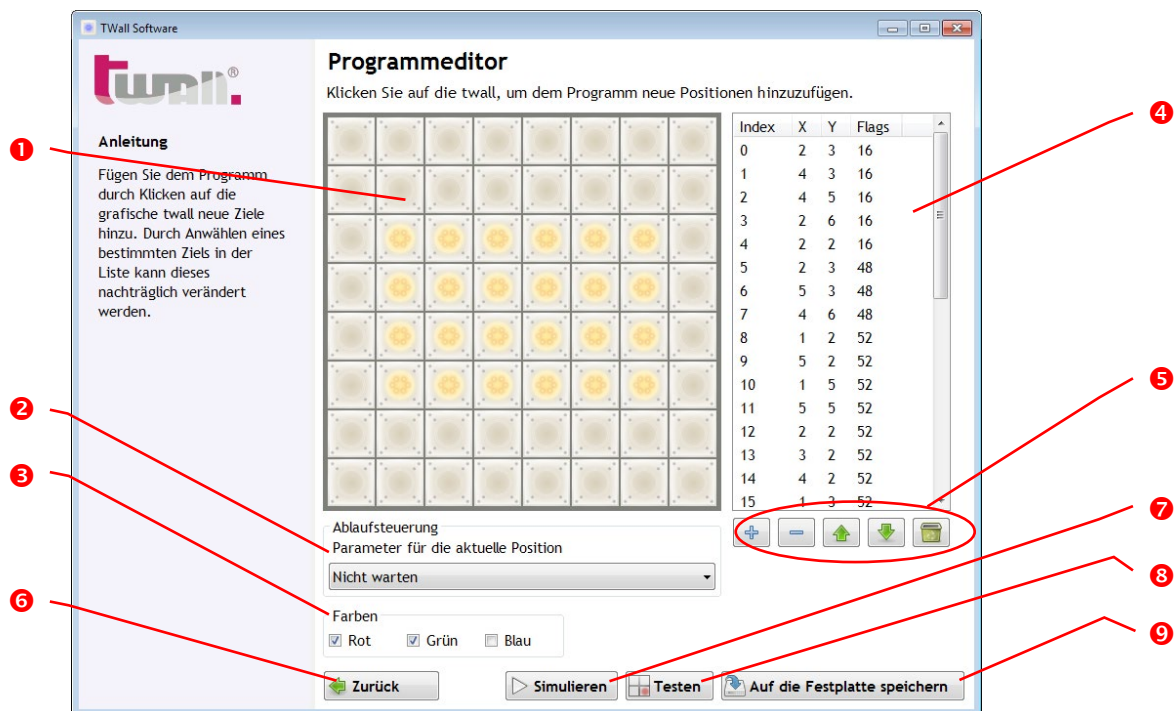 TWall Software
twall®
Programmeditor
Klicken Sie auf die twall, um dem Programm neue Positionen hinzuzufügen.
Anleitung
Fügen Sie dem Programm
durch Klicken auf die
grafische twall neue Ziele
hinzu. Durch Anwählen eines
bestimmten Ziels in der
Liste kann dieses
nachträglich verändert
werden.
Index X Y Flags
0 2 3 16
1 4 3 16
2 4 5 16
3 2 6 16
4 2 2 16
5 2 3 48
6 5 3 48
7 4 6 48
8 1 2 52
9 5 2 52
10 1 5 52
11 5 5 52
12 2 2 52
13 3 2 52
14 4 2 52
15 1 3 52
Ablaufsteuerung
Parameter für die aktuelle Position
Nicht warten
Farben
Rot Grün Blau
Zurück
Simulieren
Testen
Auf die Festplatte speichern
1
2
3
6
4
5
7
8
9